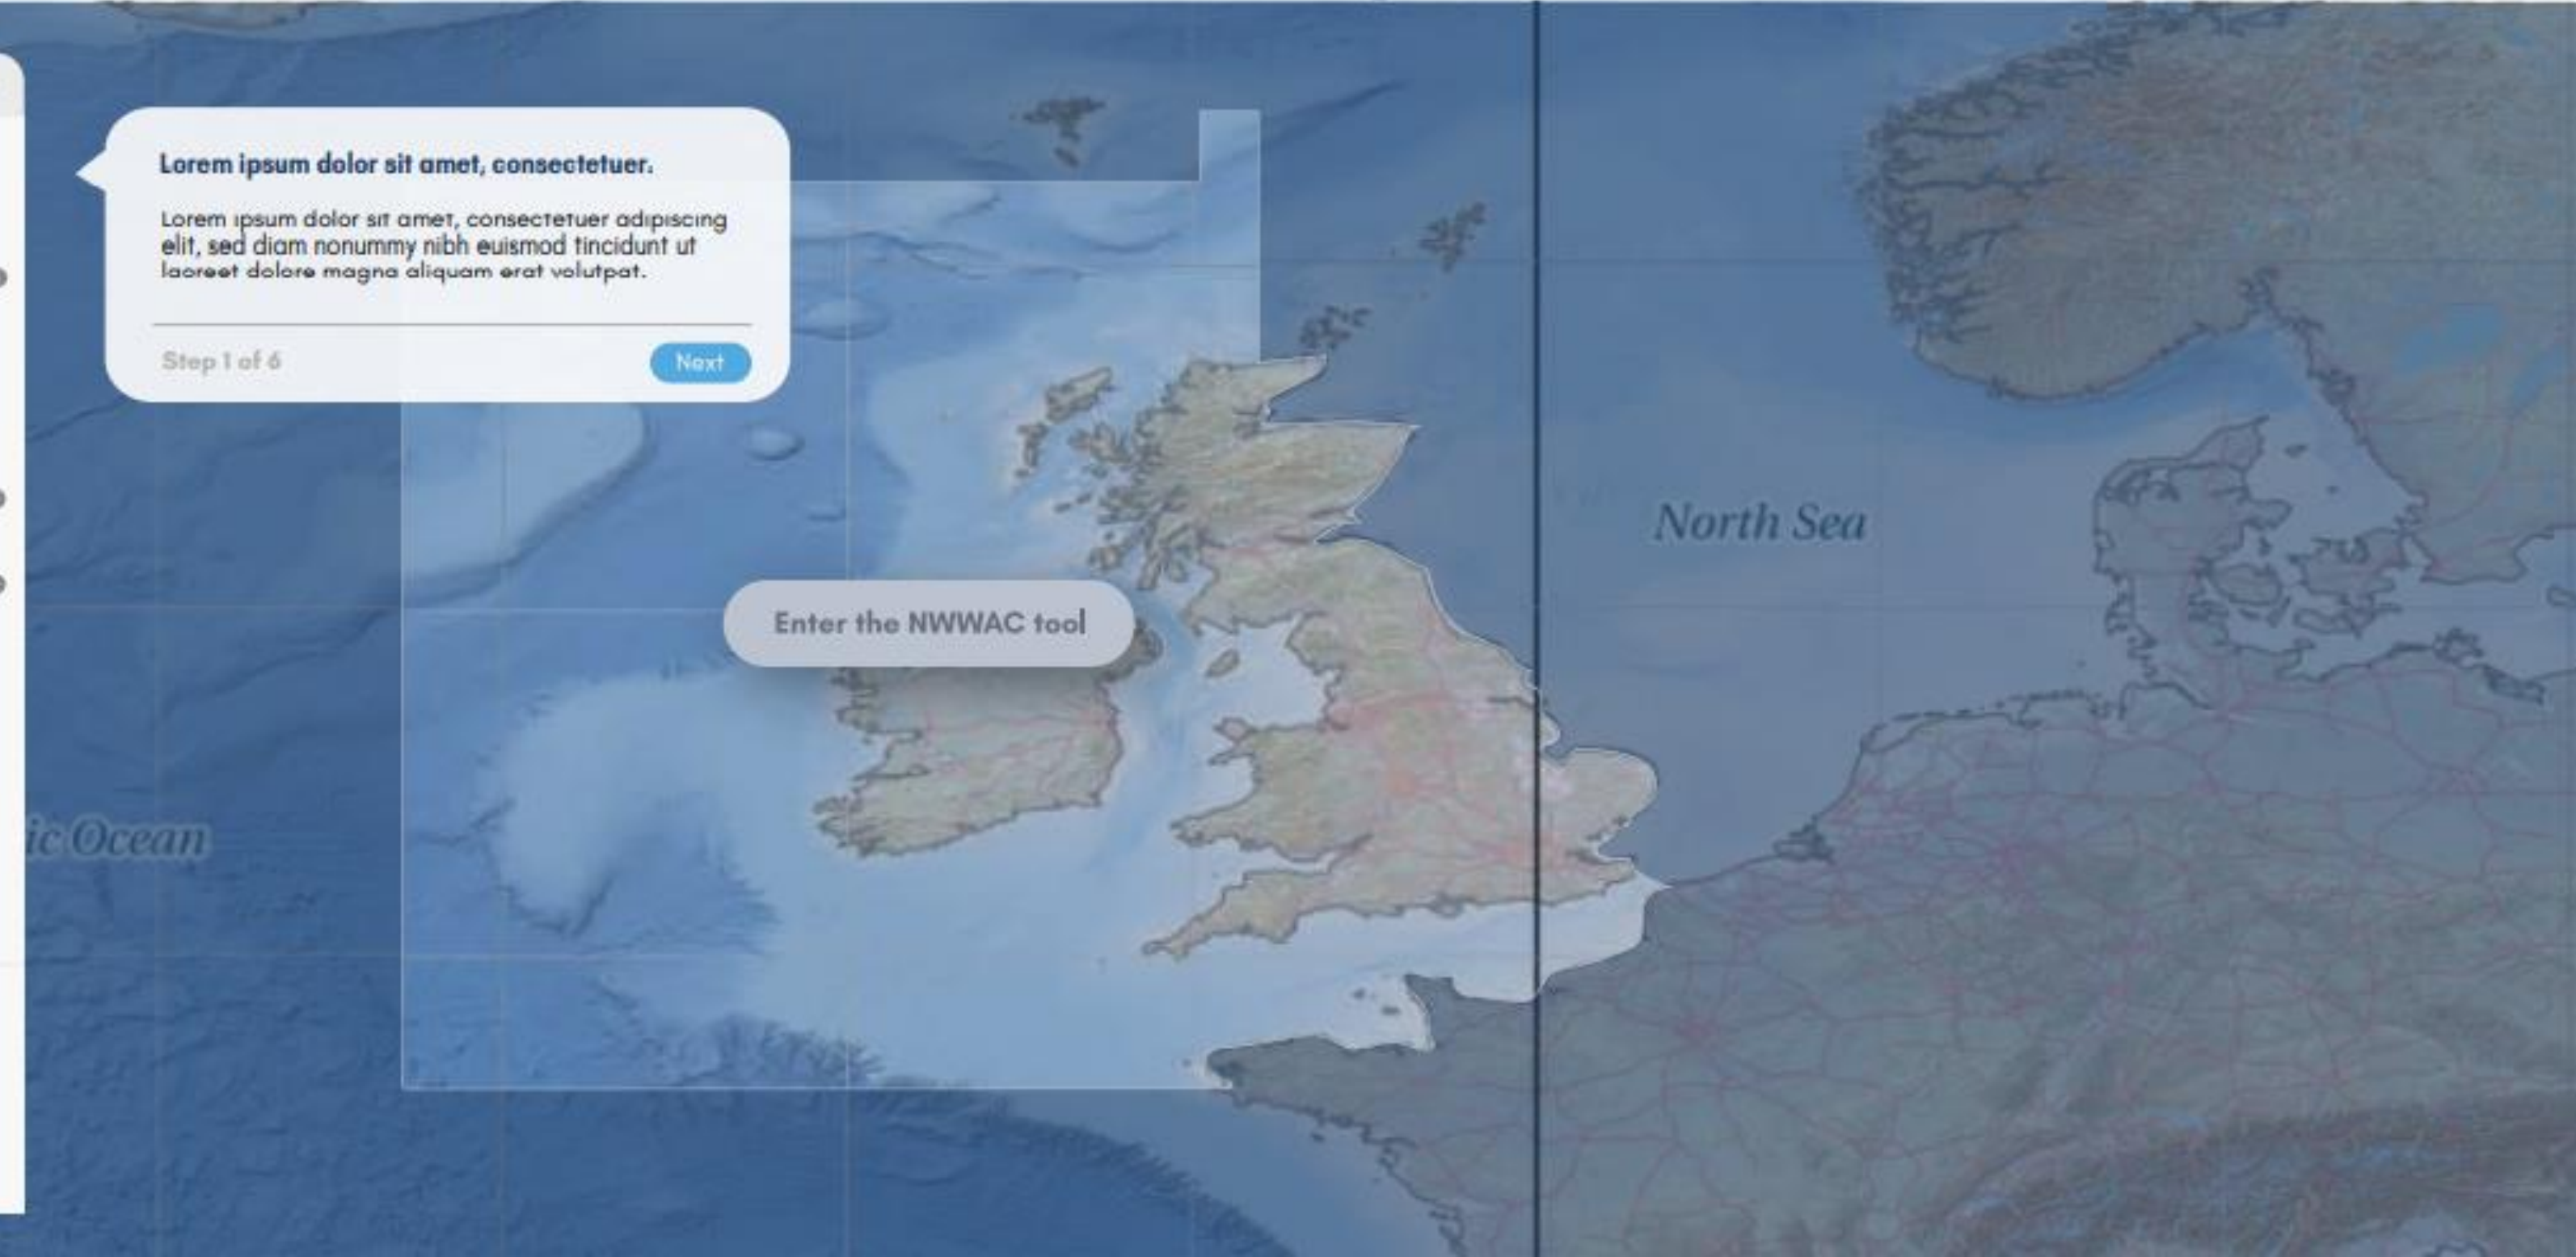 Lorem ipsum dolor sit amet, consectetuer.
Lorem ipsum dolor sit amet, consectetuer adipiscing
elit, sed diam nonummy nibh euismod tincidunt ut
laoreet dolore magna aliquam erat volutpat.
Step 1 of 6
Next
North Sea
Enter the NWWAC tool
ic Ocean